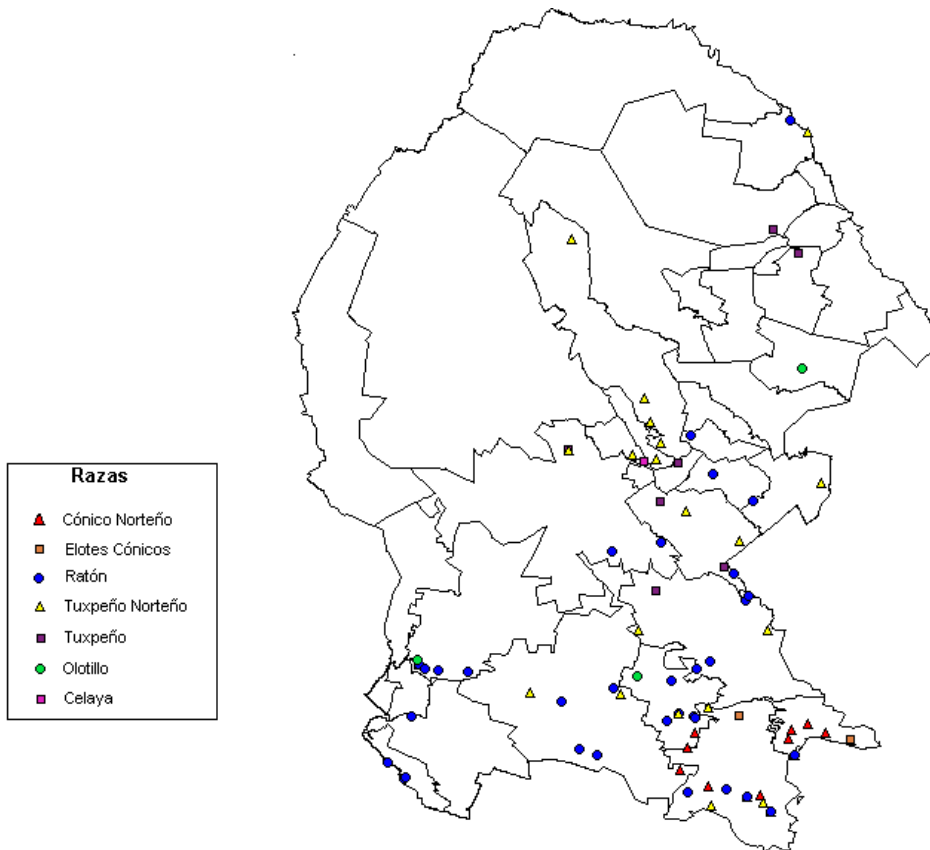 Razas
Cónico Norteño
Elotes Cónicos
Ratón
Tuxpeño Norteño
Tuxpeño
Olotillo
Celaya